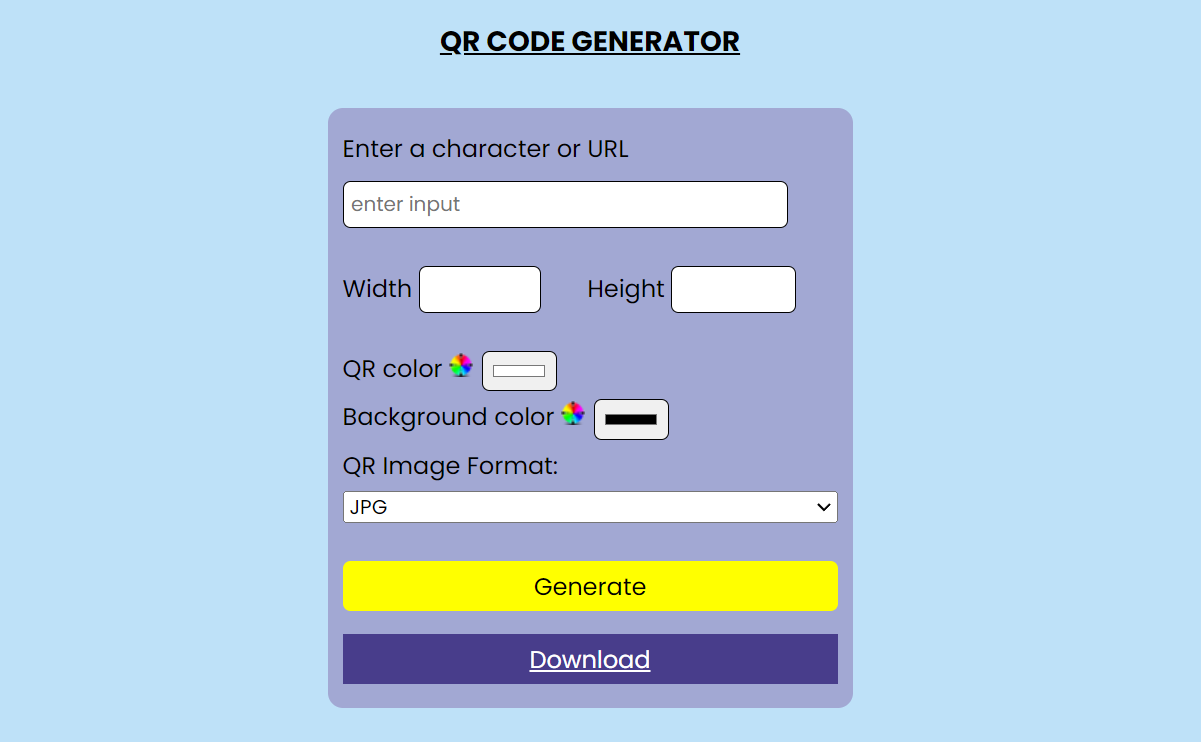 QR CODE GENERATOR
Enter a character or URL
enter input
Width Height
QR color
Background color
QR Image Format:
JPG
Generate
Download